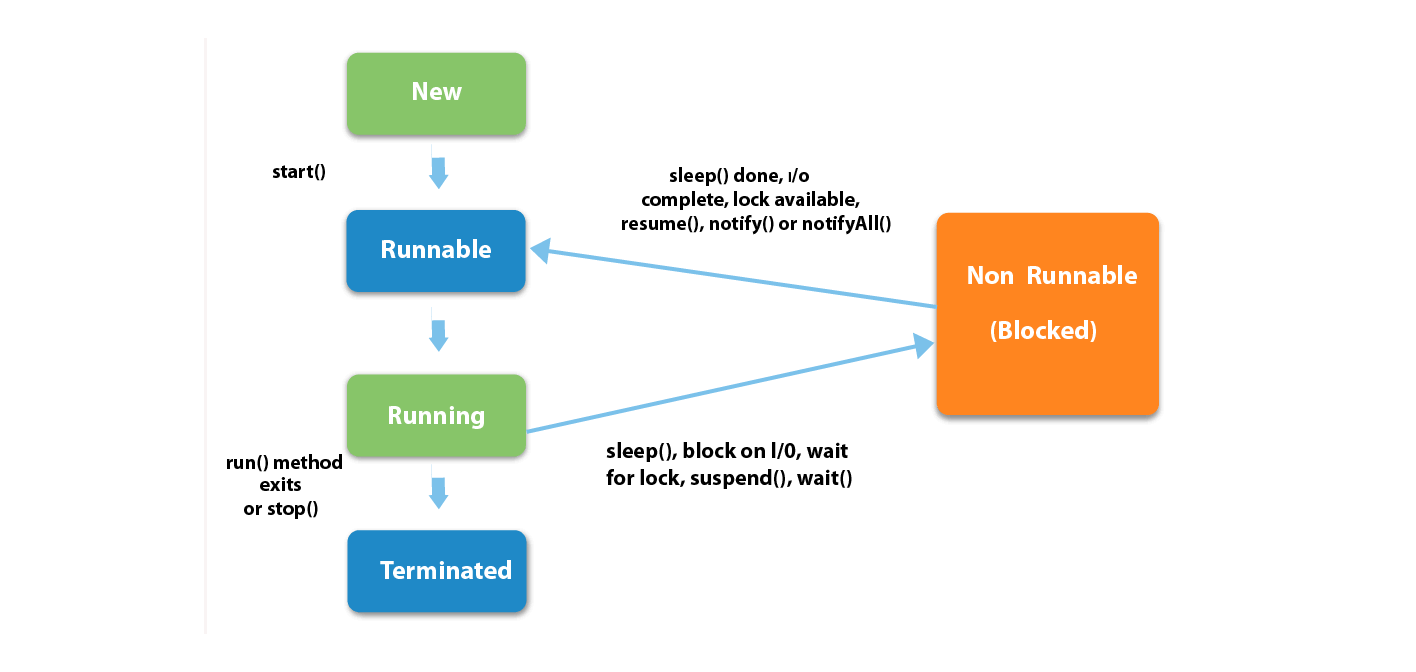 New
start()
sleep() done, I/o
complete, lock available,
resume(), notify() or notifyAll()
Runnable
Non Runnable
(Blocked)
Running
sleep(), block on l/0, wait
for lock, suspend(), wait()
run() method
exits
or stop()
Terminated